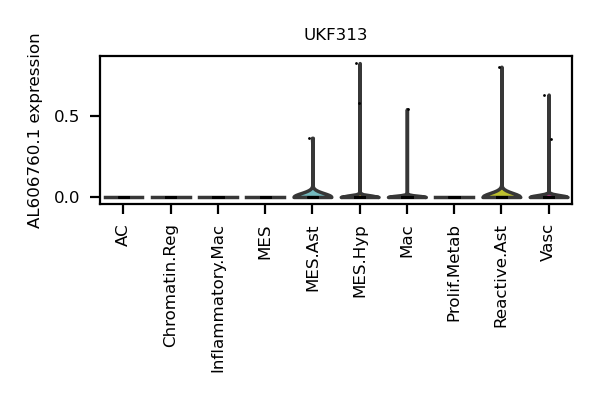 UKF313
AL606760.1 expression
0.5
0.0
AC
Chromatin.Reg
Inflammatory.Mac
MES
MES.Ast
MES.Hyp
Mac
Prolif.Metab
Reactive.Ast
Vasc